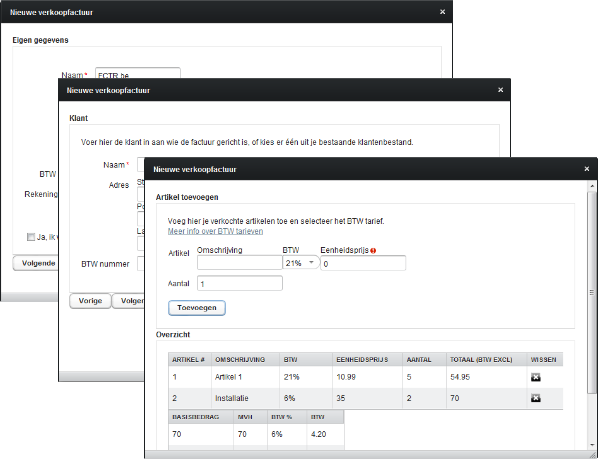 Nieuwe verkoopfactuur
Eigen gegevens
Naam* FCTR.be
BTW
Rekening
Ja, ik
Volgende
Nieuwe verkoopfactuur
Klant
Voer hier de klant in aan wie de factuur gericht is, of kies er één uit je bestaande klantenbestand.
Naam*
Adres
BTW nummer
Vorige
Nieuwe verkoopfactuur
Artikel toevoegen
Voeg hier je verkochte artikelen toe en selecteer het BTW tarief.
Meer info over BTW tarieven
Omschrijving BTW Eenheidsprijs
Artikel 21% 0
Aantal 1
Toevoegen
Overzicht
ARTIKEL # OMSCHRIJVING BTW EENHEIDSPRIJS AANTAL TOTAAL (BTW EXCL) WISSEN
1 Artikel 1 21% 10.99 5 54.95
2 Installatie 6% 35 2 70
BASISBEDRAG MVH BTW % BTW
70 70 6% 4.20